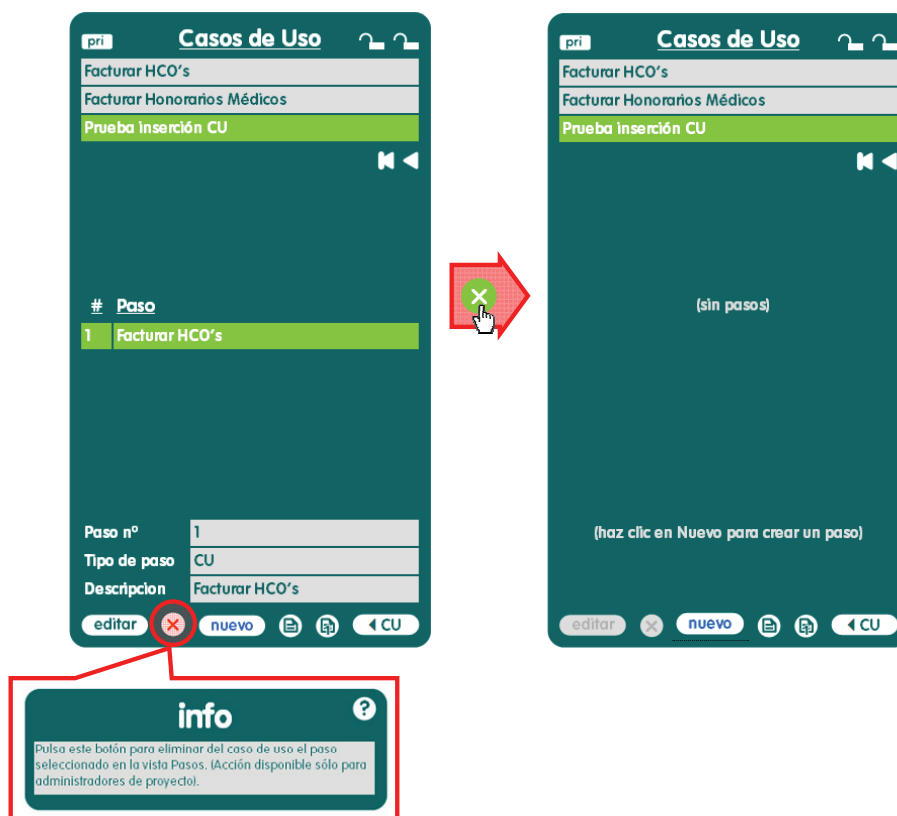 pri Casos de Uso
Facturar HCO's
Facturar Honorarios Médicos
Prueba inserción CU
# Paso
1 Facturar HCO's
Paso nº 1
Tipo de paso CU
Descripcion Facturar HCO's
editar nuevo CU
info ?
Pulsa este botón para eliminar del caso de uso el paso
seleccionado en la vista Pasos. (Acción disponible sólo para
administradores de proyecto).
pri Casos de Uso
Facturar HCO's
Facturar Honorarios Médicos
Prueba inserción CU
(sin pasos)
(haz clic en Nuevo para crear un paso)
editar nuevo CU